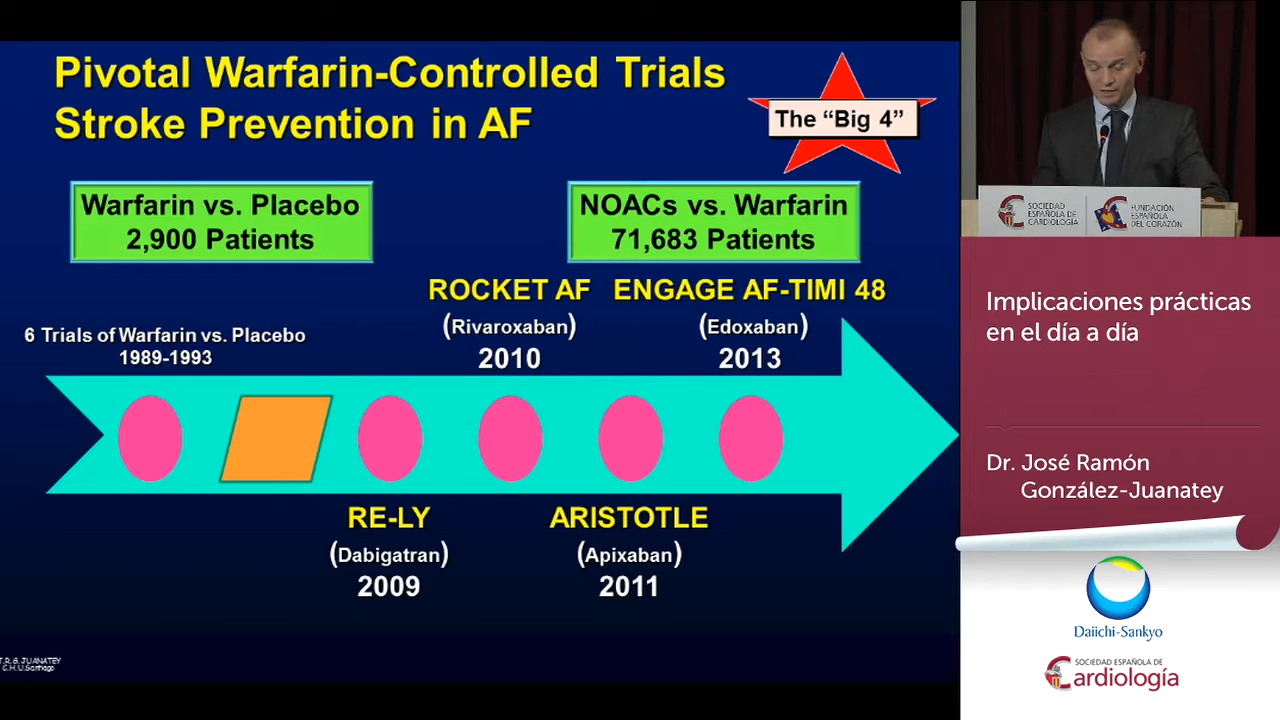 Pivotal Warfarin-Controlled Trials
Stroke Prevention in AF
The “Big 4”
Warfarin vs. Placebo
2,900 Patients
NOACs vs. Warfarin
71,683 Patients
ROCKET AF
(Rivaroxaban)
2010
ENGAGE AF-TIMI 48
(Edoxaban)
2013
6 Trials of Warfarin vs. Placebo
1989-1993
RE-LY
(Dabigatran)
2009
ARISTOTLE
(Apixaban)
2011
JUANATEY
C.H.U.Santiago
SOCIEDAD
ESPAÑOLA DE
CARDIOLOGÍA
FUNDACIÓN
ESPAÑOLA
DEL CORAZÓN
Implicaciones prácticas
en el día a día
Dr. José Ramón
González-Juanatey
Daiichi-Sankyo
SOCIEDAD ESPAÑOLA DE
Cardiología